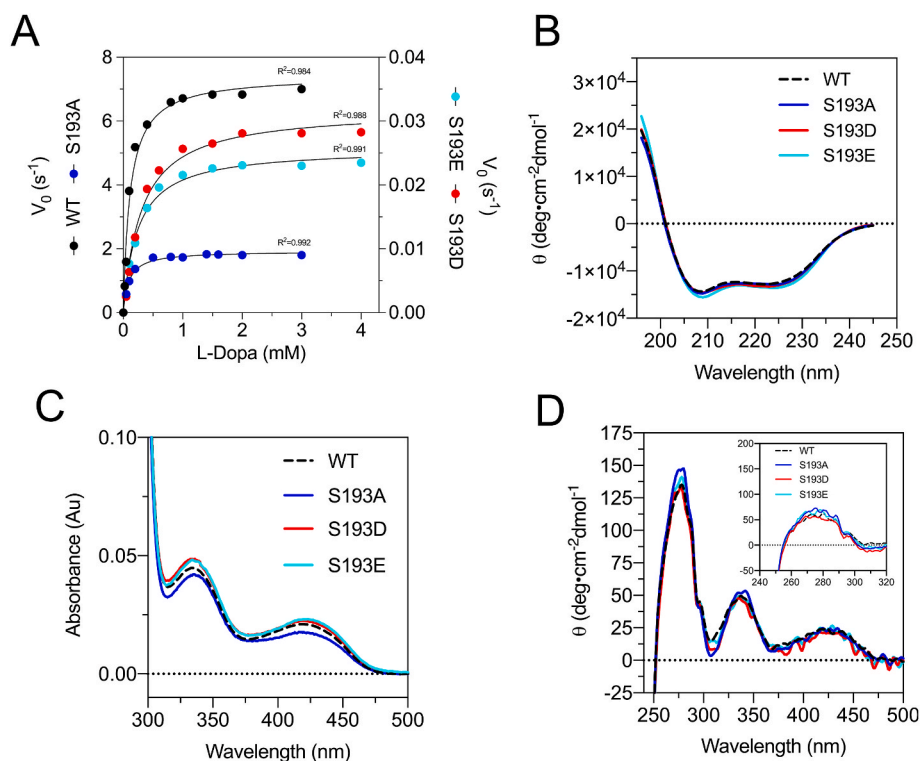 A
V0 (s-1)
WT
S193A
8
6
4
2
0
R2=0.984
R2=0.988
R2=0.991
R2=0.992
0.04
0.03
0.02
0.01
0.00
S193E
S193D
V0 (s-1)
0 1 2 3 4
L-Dopa (mM)
B
θ (deg•cm-2dmol-1
3×10⁴
2×10⁴
1×10⁴
0
-1×10⁴
-2×10⁴
WT
S193A
S193D
S193E
200 210 220 230 240 250
Wavelength (nm)
C
Absorbance (Au)
0.10
0.05
0.00
WT
S193A
S193D
S193E
300 350 400 450 500
Wavelength (nm)
D
θ (deg•cm-2dmol-1
175
150
125
100
75
50
25
0
-25
200
150
100
50
0
-50
WT
S193A
S193D
S193E
240 260 280 300 320
250 300 350 400 450 500
Wavelength (nm)